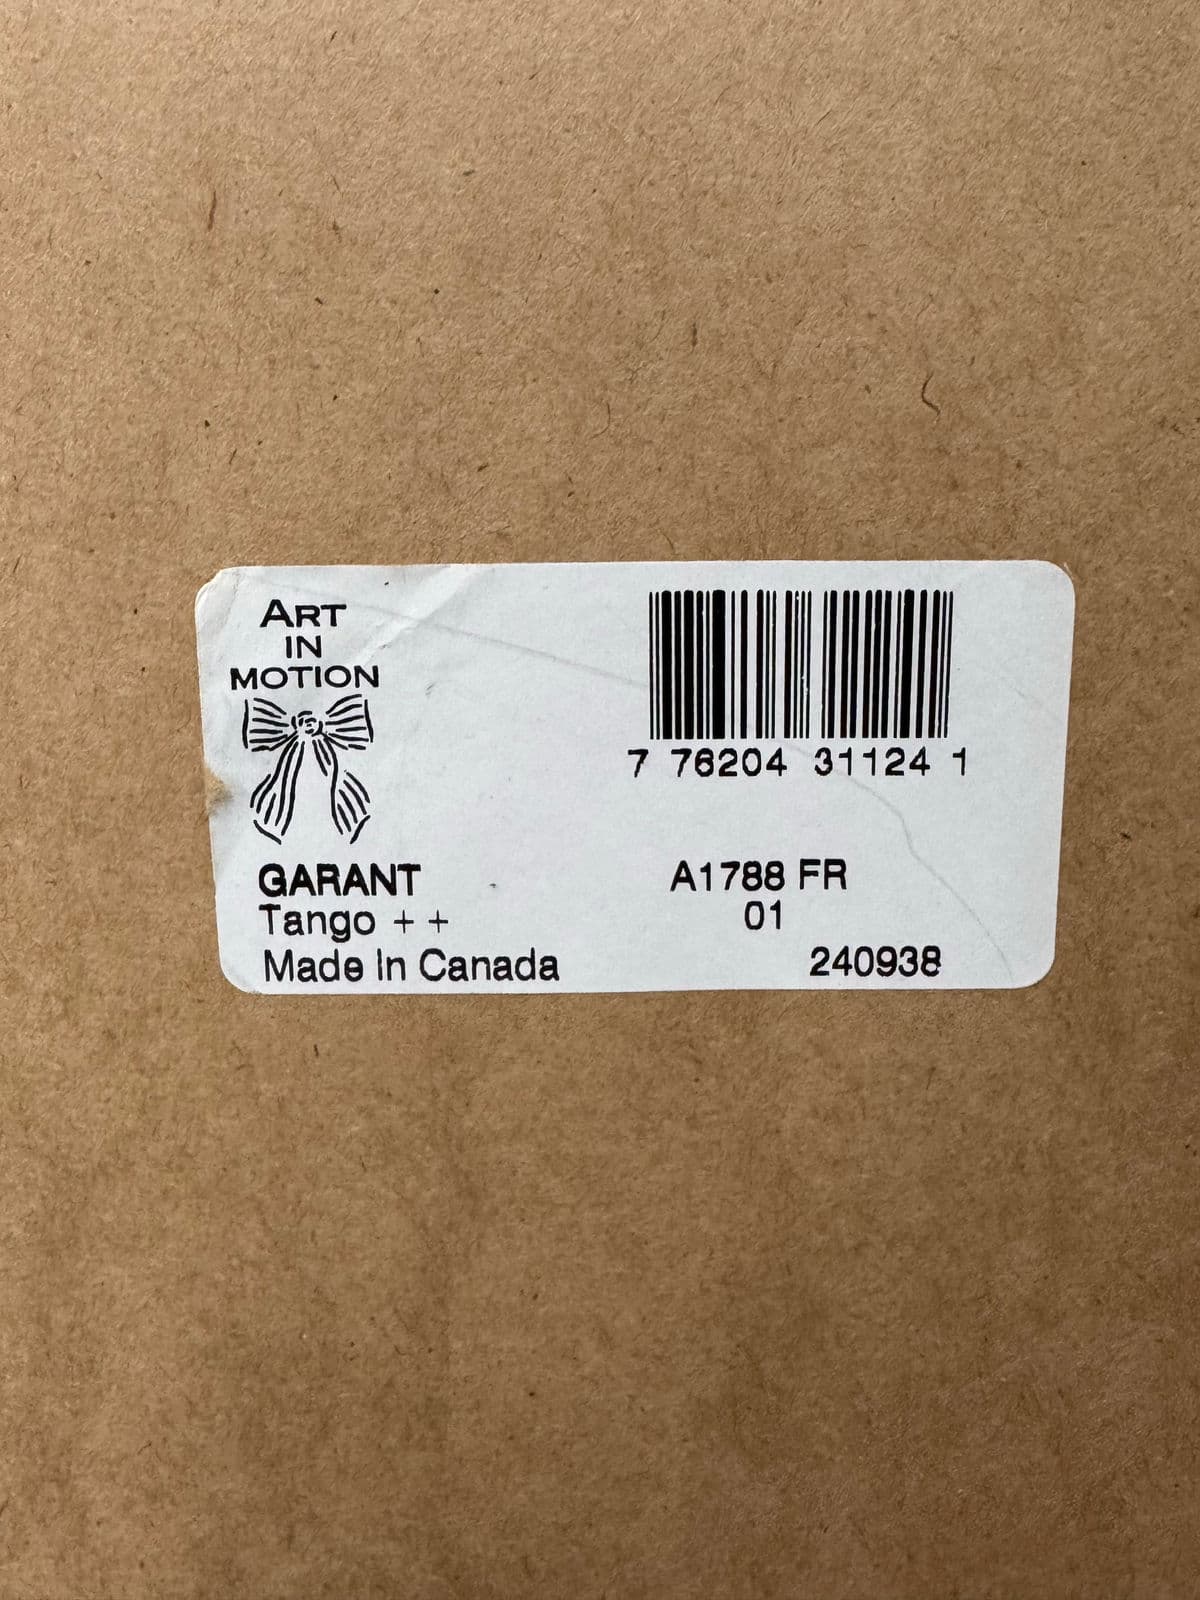 ART
IN
MOTION
7 76204 31124 1
GARANT
Tango + +
Made In Canada
A1788 FR
01
240938